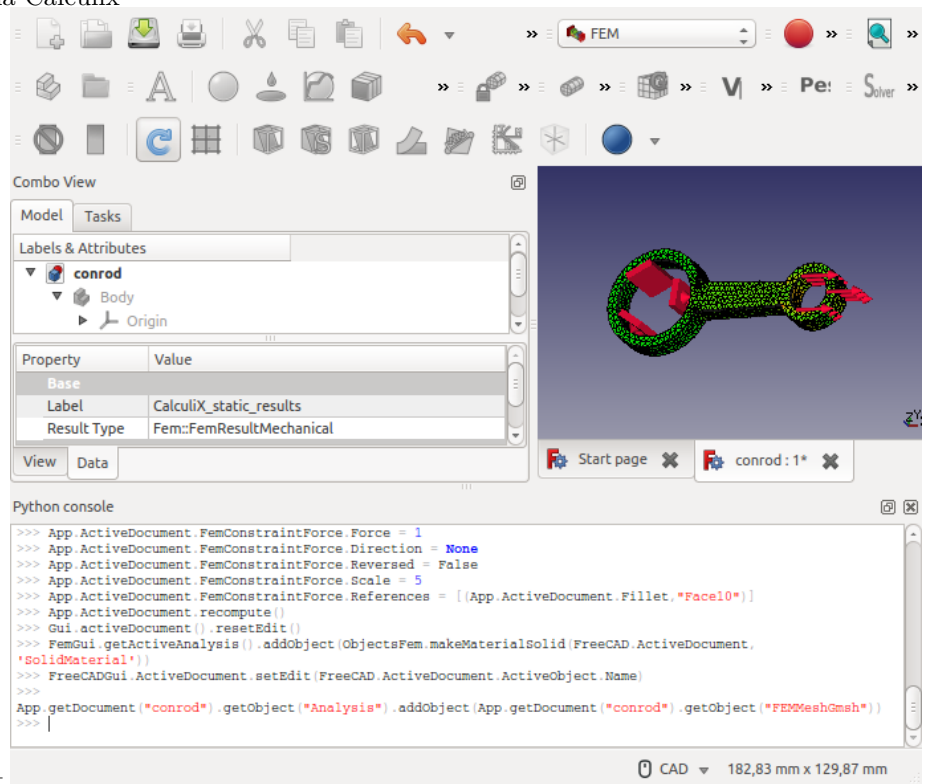 via Calculix
» FEM » »
A » » » V| » Pe: Solver »
Combo View
Model Tasks
Labels & Attributes
conrod
Body
Origin
Property Value
Base
Label CalculiX_static_results
Result Type Fem::FemResultMechanical
View Data
ZY
Start page conrod : 1*
Python console
>>> App.ActiveDocument.FemConstraintForce.Force = 1
>>> App.ActiveDocument.FemConstraintForce.Direction = None
>>> App.ActiveDocument.FemConstraintForce.Reversed = False
>>> App.ActiveDocument.FemConstraintForce.Scale = 5
>>> App.ActiveDocument.FemConstraintForce.References = [(App.ActiveDocument.Fillet,"Face10")]
>>> App.ActiveDocument.recompute()
>>> Gui.activeDocument().resetEdit()
>>> FemGui.getActiveAnalysis().addObject(ObjectsFem.makeMaterialSolid(FreeCAD.ActiveDocument,
'SolidMaterial'))
>>> FreeCADGui.ActiveDocument.setEdit(FreeCAD.ActiveDocument.ActiveObject.Name)
>>>
App.getDocument("conrod").getObject("Analysis").addObject(App.getDocument("conrod").getObject("FEMMeshGmsh"))
>>>
CAD 182,83 mm x 129,87 mm